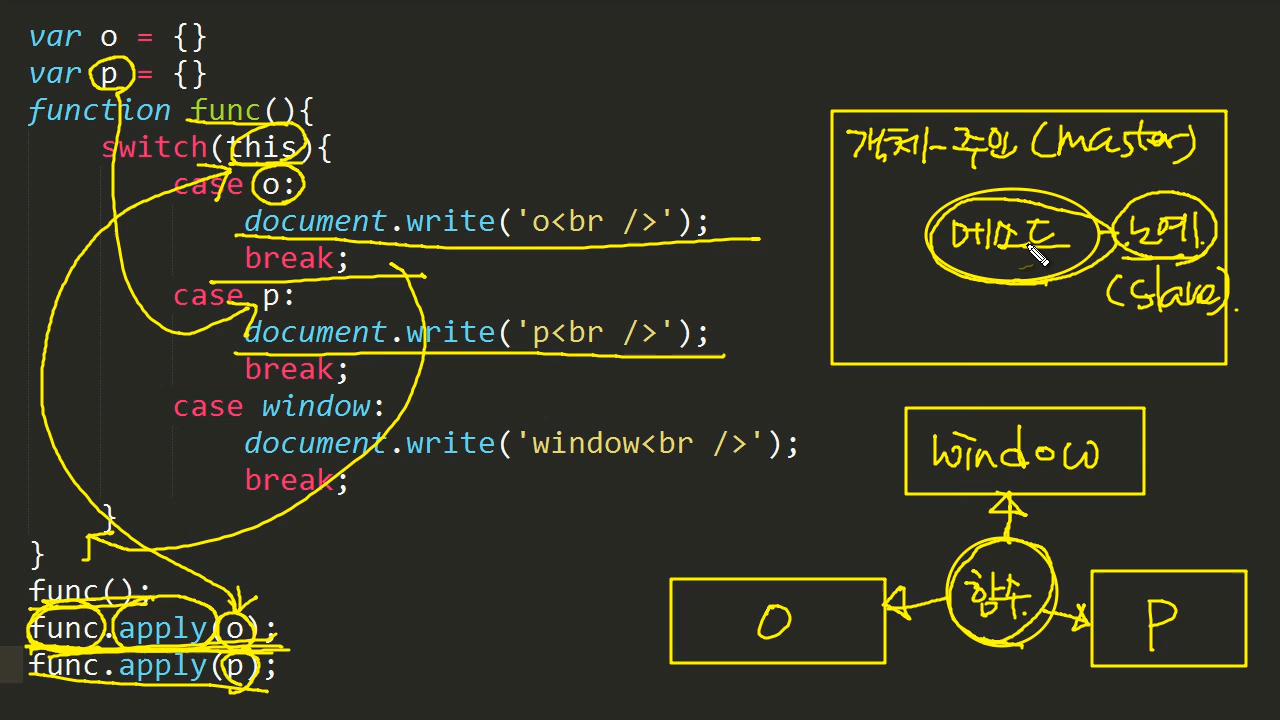 var o = {}
var p = {}
function func(){
switch(this){
case o:
document.write('o<br />');
break;
case p:
document.write('p<br />');
break;
case window:
document.write('window<br />');
break;
}
}
func();
func.apply(o);
func.apply(p);
객체-주인 (master)
메소드 노예.
(slave).
window
함수
O
P